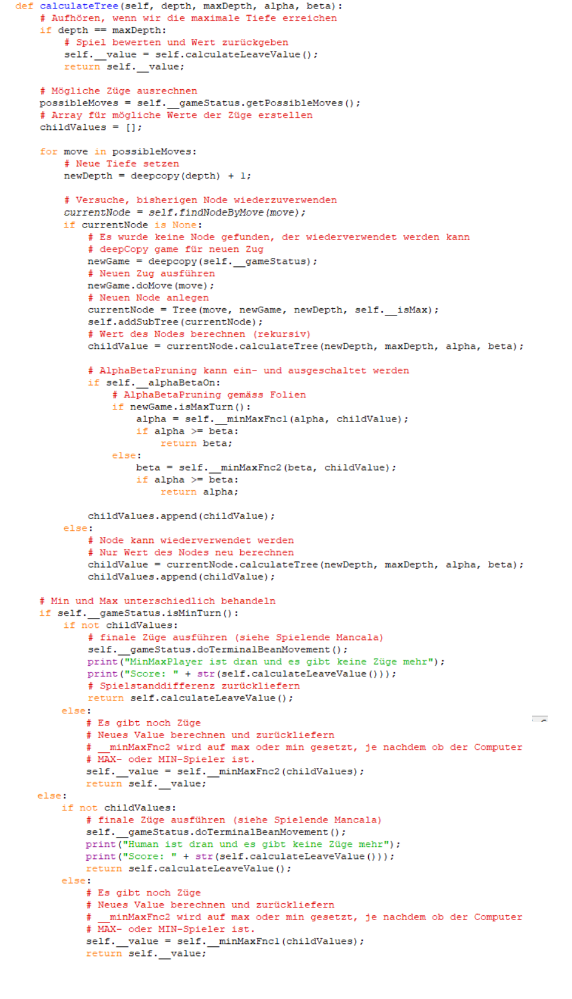 def calculateTree(self, depth, maxDepth, alpha, beta):
    # Aufhören, wenn wir die maximale Tiefe erreichen
    if depth == maxDepth:
        # Spiel bewerten und Wert zurückgeben
        self.__value = self.calculateLeaveValue();
        return self.__value;

    # Mögliche Züge ausrechnen
    possibleMoves = self.__gameStatus.getPossibleMoves();
    # Array für mögliche Werte der Züge erstellen
    childValues = [];

    for move in possibleMoves:
        # Neue Tiefe setzen
        newDepth = deepcopy(depth) + 1;

        # Versuche, bisherigen Node wiederzuverwenden
        currentNode = self.findNodeByMove(move);
        if currentNode is None:
            # Es wurde keine Node gefunden, der wiederverwendet werden kann
            # deepCopy game für neuen Zug
            newGame = deepcopy(self.__gameStatus);
            # Neuen Zug ausführen
            newGame.doMove(move);
            # Neuen Node anlegen
            currentNode = Tree(move, newGame, newDepth, self.__isMax);
            self.addSubTree(currentNode);
            # Wert des Nodes berechnen (rekursiv)
            childValue = currentNode.calculateTree(newDepth, maxDepth, alpha, beta);

            # AlphaBetaPruning kann ein- und ausgeschaltet werden
            if self.__alphaBetaOn:
                # AlphaBetaPruning gemäss Folien
                if newGame.isMaxTurn():
                    alpha = self.__minMaxFnc1(alpha, childValue);
                    if alpha >= beta:
                        return beta;
                else:
                    beta = self.__minMaxFnc2(beta, childValue);
                    if alpha >= beta:
                        return alpha;

            childValues.append(childValue);
        else:
            # Node kann wiederverwendet werden
            # Nur Wert des Nodes neu berechnen
            childValue = currentNode.calculateTree(newDepth, maxDepth, alpha, beta);
            childValues.append(childValue);

    # Min und Max unterschiedlich behandeln
    if self.__gameStatus.isMinTurn():
        if not childValues:
            # finale Züge ausführen (siehe Spielende Mancala)
            self.__gameStatus.doTerminalBeanMovement();
            print("MinMaxPlayer ist dran und es gibt keine Züge mehr");
            print("Score: " + str(self.calculateLeaveValue()));
            # Spielstanddifferenz zurückliefern
            return self.calculateLeaveValue();
        else:
            # Es gibt noch Züge
            # Neues Value berechnen und zurückliefern
            # __minMaxFnc2 wird auf max oder min gesetzt, je nachdem ob der Computer
            # MAX- oder MIN-Spieler ist.
            self.__value = self.__minMaxFnc2(childValues);
            return self.__value;
    else:
        if not childValues:
            # finale Züge ausführen (siehe Spielende Mancala)
            self.__gameStatus.doTerminalBeanMovement();
            print("Human ist dran und es gibt keine Züge mehr");
            print("Score: " + str(self.calculateLeaveValue()));
            return self.calculateLeaveValue();
        else:
            # Es gibt noch Züge
            # Neues Value berechnen und zurückliefern
            # __minMaxFnc2 wird auf max oder min gesetzt, je nachdem ob der Computer
            # MAX- oder MIN-Spieler ist.
            self.__value = self.__minMaxFnc1(childValues);
            return self.__value;